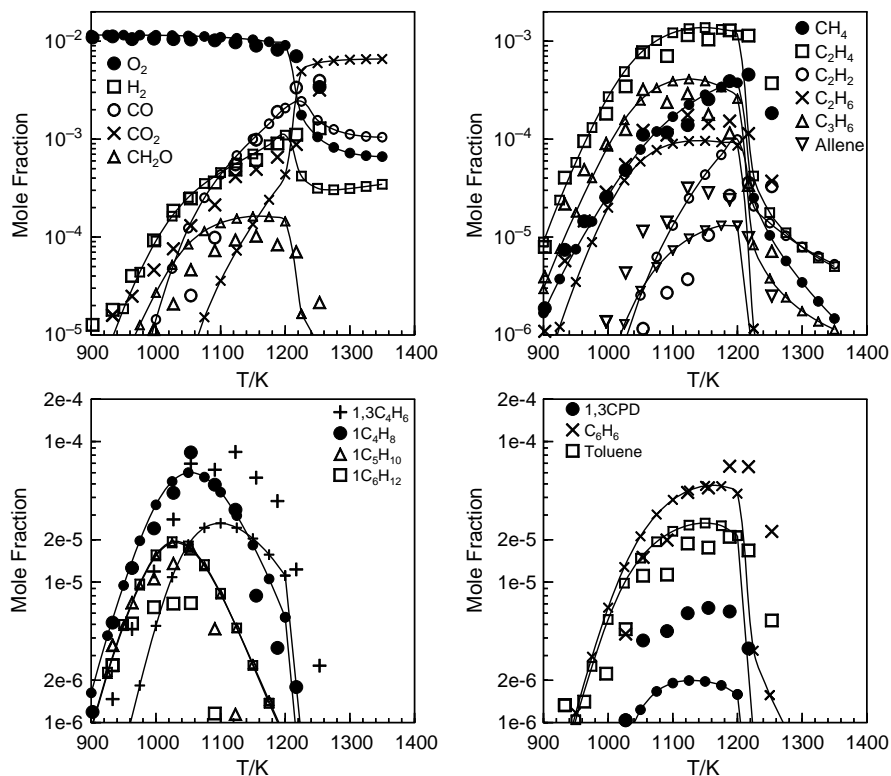 10⁻²
10⁻³
10⁻⁴
10⁻⁵
Mole Fraction
O₂
H₂
CO
CO₂
CH₂O
900 1000 1100 1200 1300 1400
T/K
10⁻³
10⁻⁴
10⁻⁵
10⁻⁶
Mole Fraction
CH₄
C₂H₄
C₂H₂
C₂H₆
C₃H₆
Allene
900 1000 1100 1200 1300 1400
T/K
2e-4
1e-4
2e-5
1e-5
2e-6
1e-6
Mole Fraction
1,3C₄H₆
1C₄H₈
1C₅H₁₀
1C₆H₁₂
900 1000 1100 1200 1300 1400
T/K
2e-4
1e-4
2e-5
1e-5
2e-6
1e-6
Mole Fraction
1,3CPD
C₆H₆
Toluene
900 1000 1100 1200 1300 1400
T/K